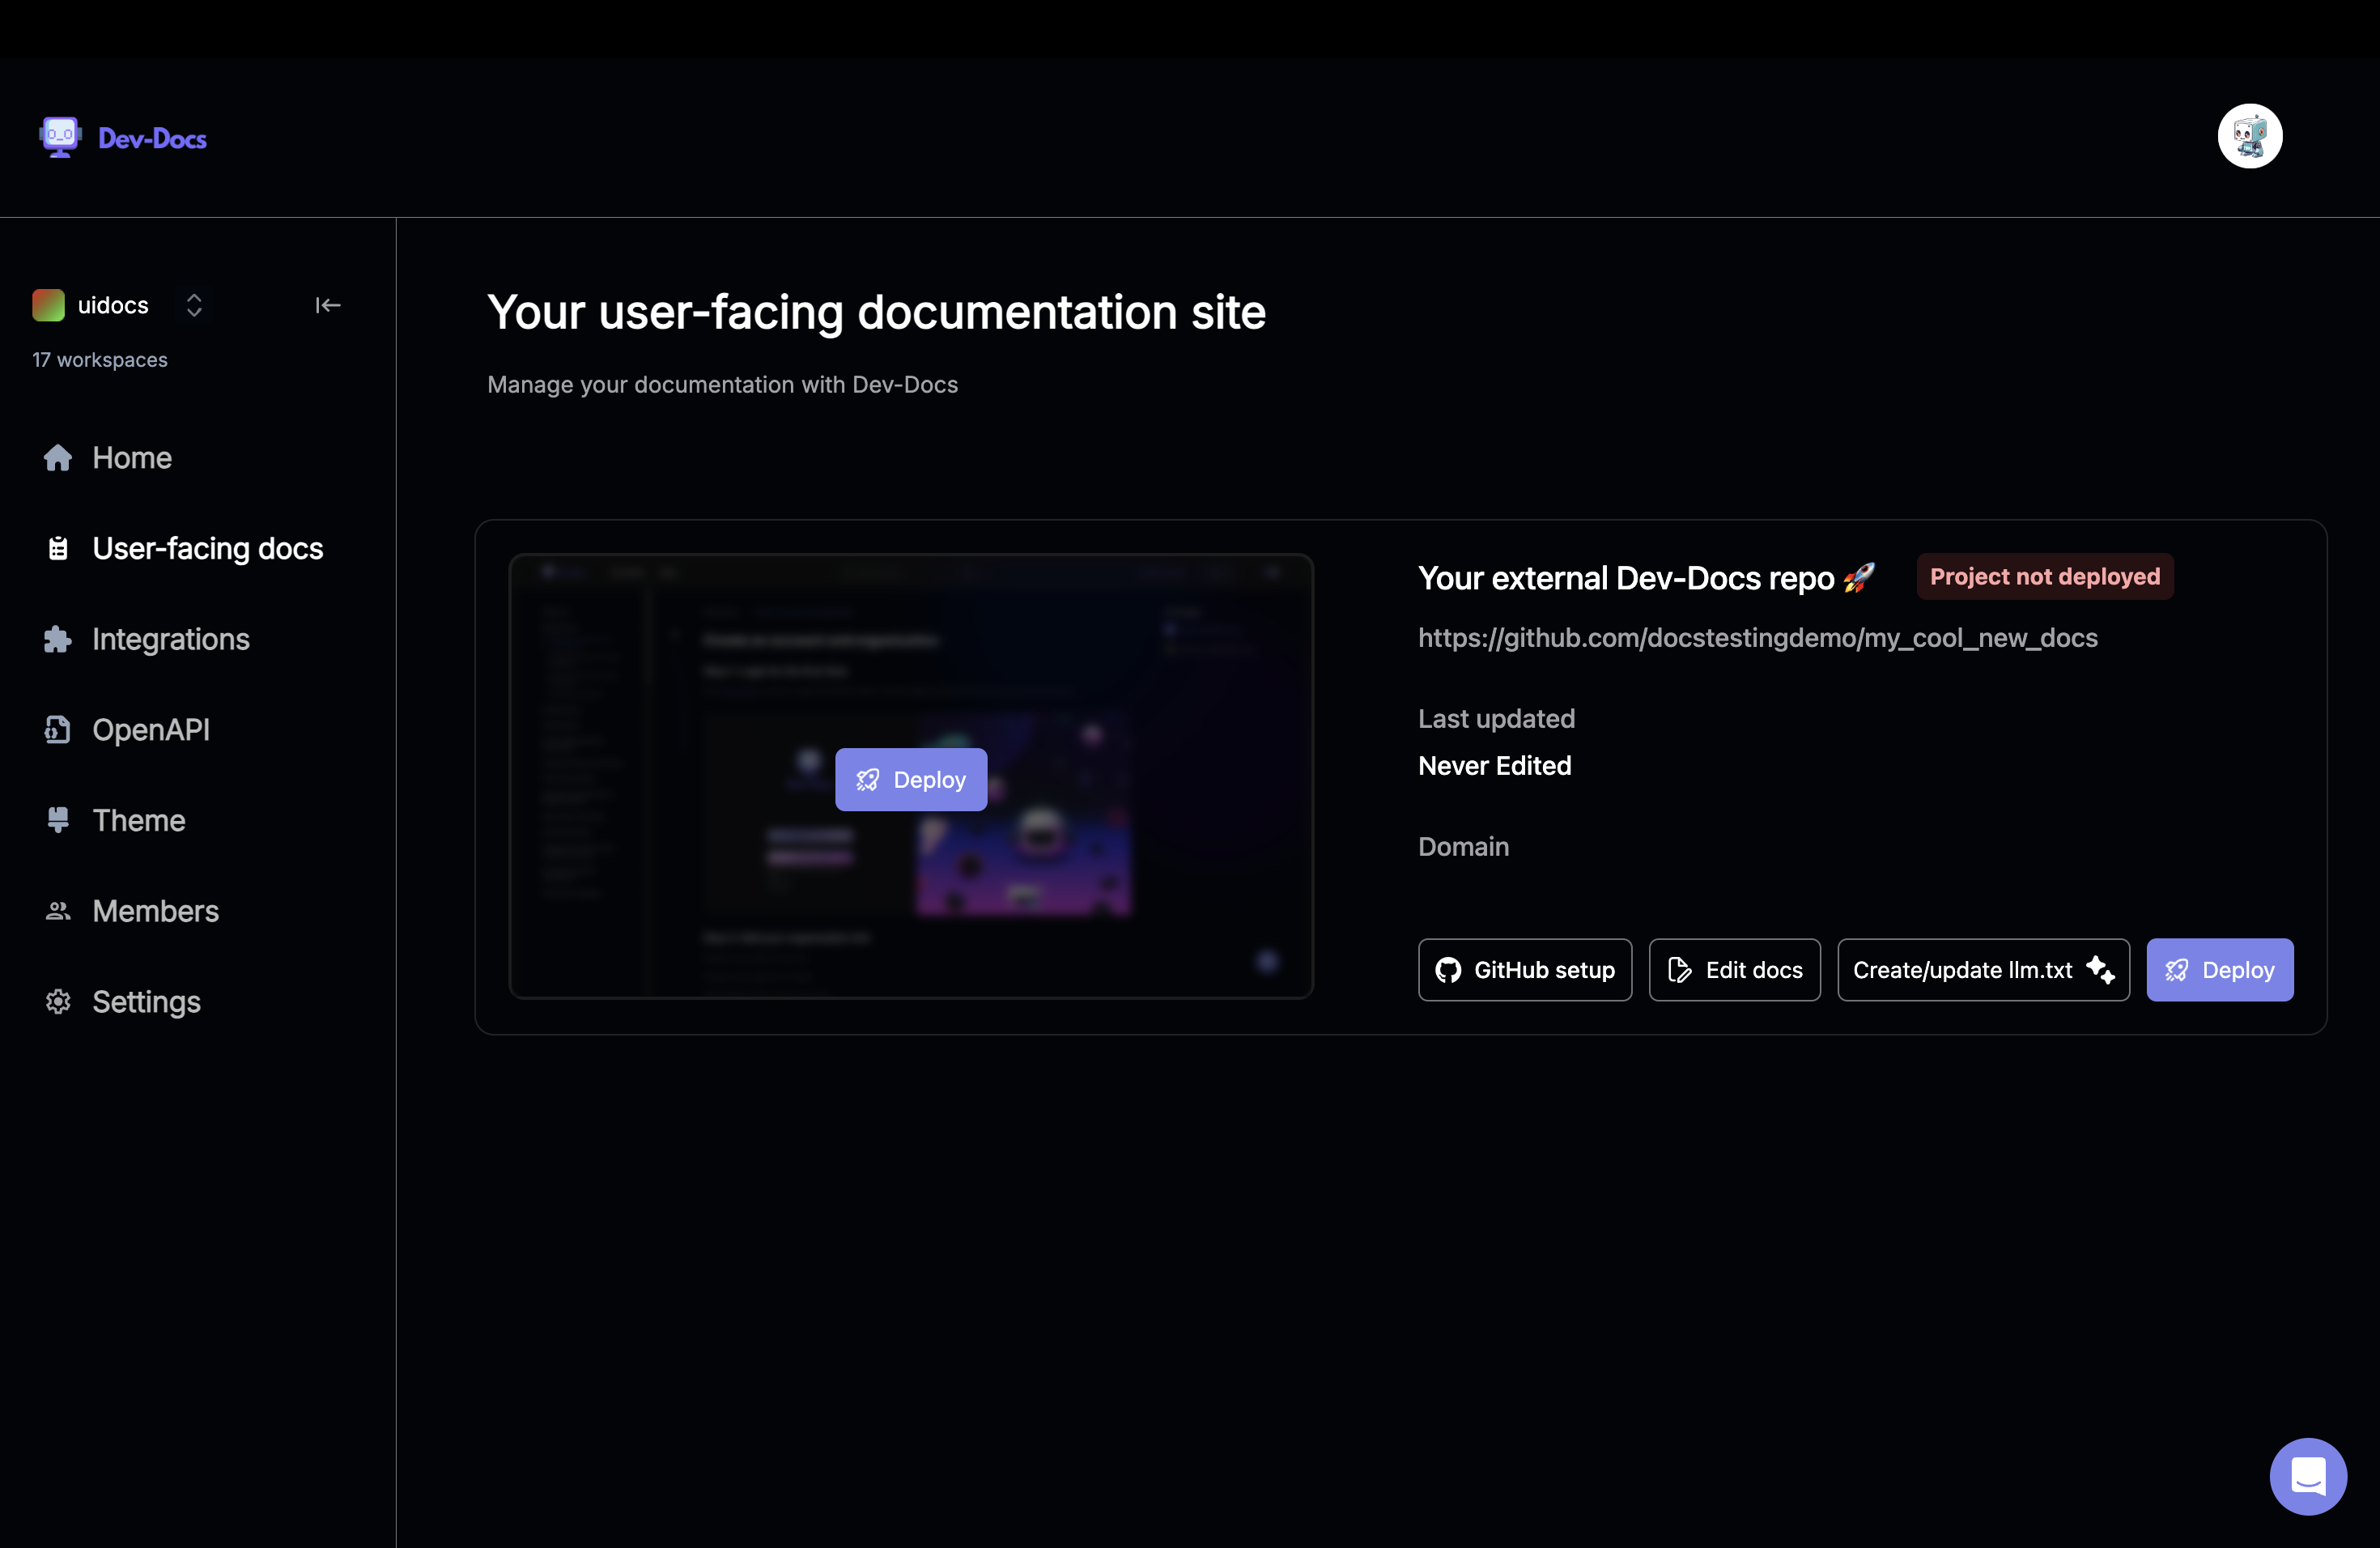 Dev-Docs
uidocs
17 workspaces
Home
User-facing docs
Integrations
OpenAPI
Theme
Members
Settings
Your user-facing documentation site
Manage your documentation with Dev-Docs
Deploy
Your external Dev-Docs repo 🚀
Project not deployed
https://github.com/docstestingdemo/my_cool_new_docs
Last updated
Never Edited
Domain
GitHub setup
Edit docs
Create/update llm.txt
Deploy